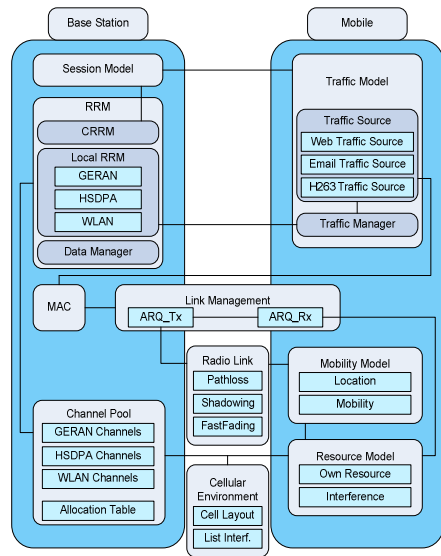 Base Station
Mobile
Session Model
Traffic Model
RRM
CRRM
Local RRM
GERAN
HSDPA
WLAN
Data Manager
Traffic Source
Web Traffic Source
Email Traffic Source
H263 Traffic Source
Traffic Manager
MAC
Link Management
ARQ_Tx
ARQ_Rx
Radio Link
Pathloss
Shadowing
FastFading
Mobility Model
Location
Mobility
Channel Pool
GERAN Channels
HSDPA Channels
WLAN Channels
Allocation Table
Resource Model
Own Resource
Interference
Cellular
Environment
Cell Layout
List Interf.